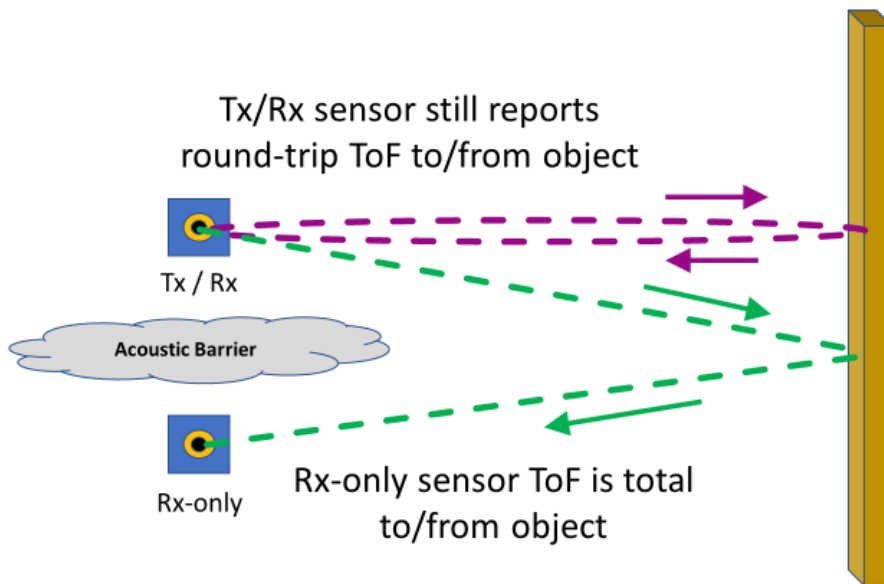 Tx/Rx sensor still reports
round-trip ToF to/from object
Tx / Rx
Acoustic Barrier
Rx-only
Rx-only sensor ToF is total
to/from object